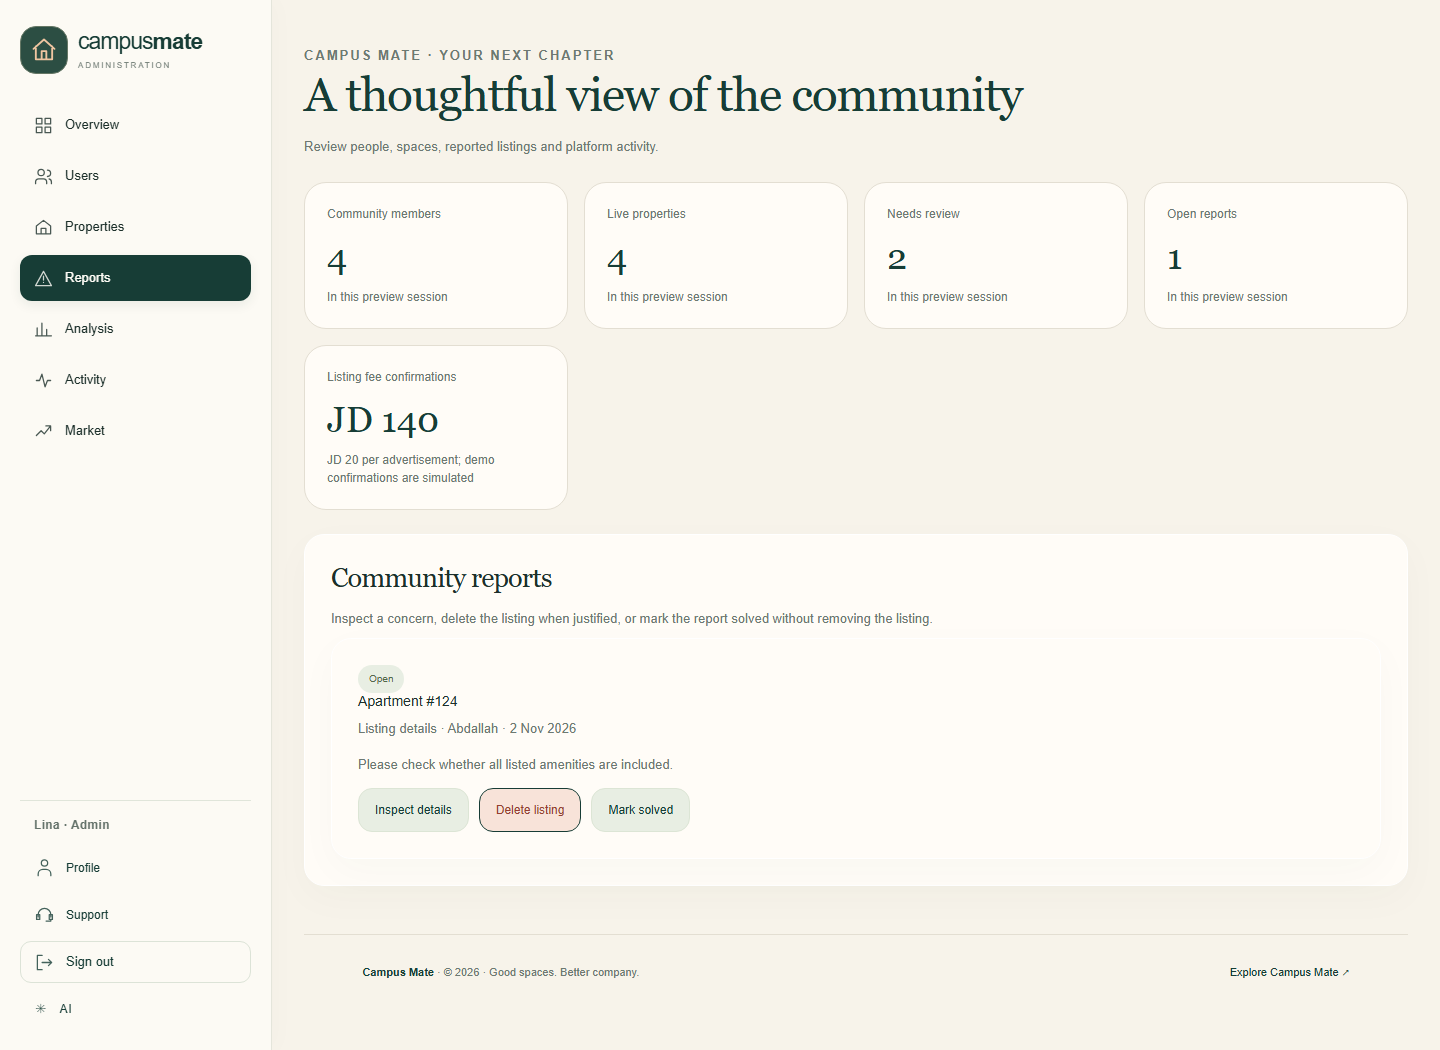 campusmate
ADMINISTRATION
Overview
Users
Properties
Reports
Analysis
Activity
Market
Lina · Admin
Profile
Support
Sign out
AI
CAMPUS MATE · YOUR NEXT CHAPTER
A thoughtful view of the community
Review people, spaces, reported listings and platform activity.
Community members
4
In this preview session
Live properties
4
In this preview session
Needs review
2
In this preview session
Open reports
1
In this preview session
Listing fee confirmations
JD 140
JD 20 per advertisement; demo
confirmations are simulated
Community reports
Inspect a concern, delete the listing when justified, or mark the report solved without removing the listing.
Open
Apartment #124
Listing details · Abdallah · 2 Nov 2026
Please check whether all listed amenities are included.
Inspect details
Delete listing
Mark solved
Campus Mate · © 2026 · Good spaces. Better company.
Explore Campus Mate ↗